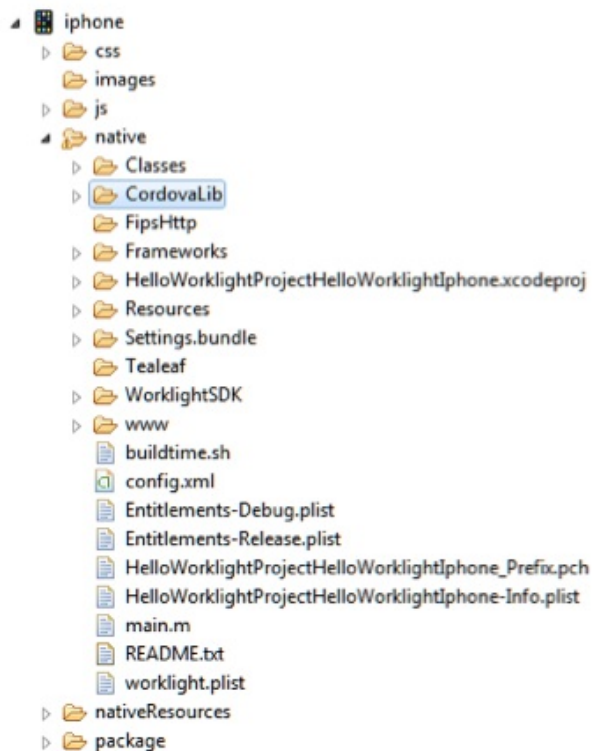 iphone
css
images
js
native
Classes
CordovaLib
FipsHttp
Frameworks
HelloWorklightProjectHelloWorklightIphone.xcodeproj
Resources
Settings.bundle
Tealeaf
WorklightSDK
www
buildtime.sh
config.xml
Entitlements-Debug.plist
Entitlements-Release.plist
HelloWorklightProjectHelloWorklightIphone_Prefix.pch
HelloWorklightProjectHelloWorklightIphone-Info.plist
main.m
README.txt
worklight.plist
nativeResources
package